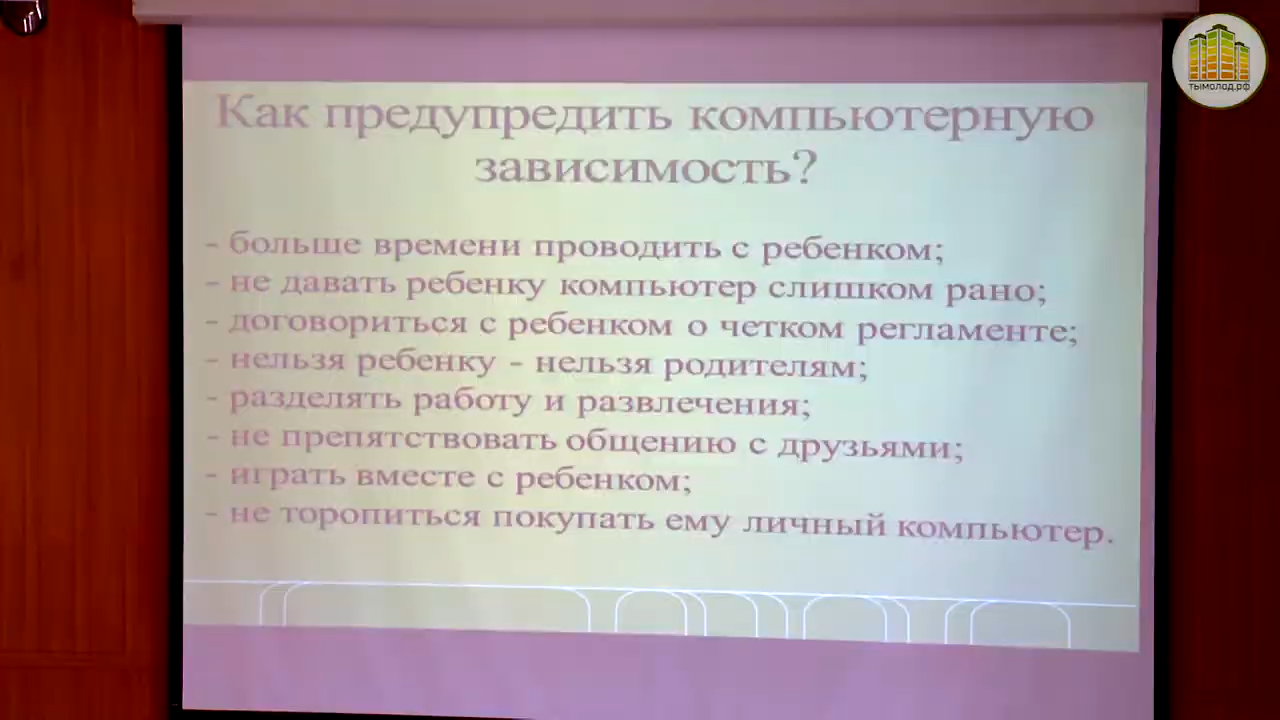 Как предупредить компьютерную
зависимость?
- больше времени проводить с ребенком;
- не давать ребенку компьютер слишком рано;
- договориться с ребенком о четком регламенте;
- нельзя ребенку - нельзя родителям;
- разделять работу и развлечения;
- не препятствовать общению с друзьями;
- играть вместе с ребенком;
- не торопиться покупать ему личный компьютер.
тымолод.рф